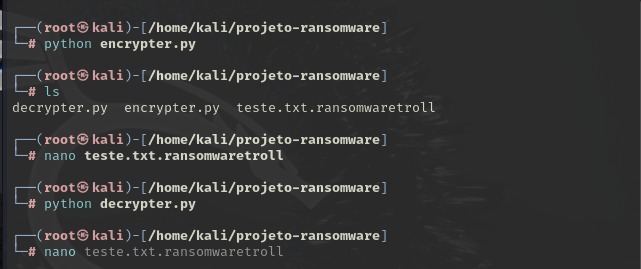 ┌──(root㉿kali)-[/home/kali/projeto-ransomware]
└─# python encrypter.py
┌──(root㉿kali)-[/home/kali/projeto-ransomware]
└─# ls
decrypter.py  encrypter.py  teste.txt.ransomwaretroll
┌──(root㉿kali)-[/home/kali/projeto-ransomware]
└─# nano teste.txt.ransomwaretroll
┌──(root㉿kali)-[/home/kali/projeto-ransomware]
└─# python decrypter.py
┌──(root㉿kali)-[/home/kali/projeto-ransomware]
└─# nano teste.txt.ransomwaretroll